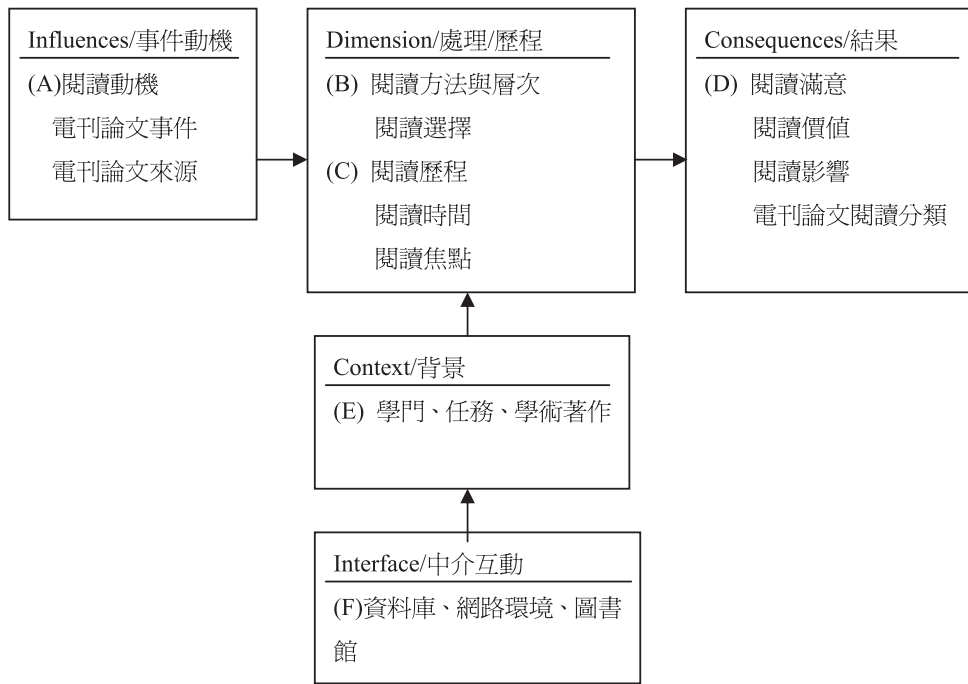 Influences/事件動機
(A)閱讀動機
電刊論文事件
電刊論文來源
Dimension/處理/歷程
(B) 閱讀方法與層次
閱讀選擇
(C) 閱讀歷程
閱讀時間
閱讀焦點
Consequences/結果
(D) 閱讀滿意
閱讀價值
閱讀影響
電刊論文閱讀分類
Context/背景
(E) 學門、任務、學術著作
Interface/中介互動
(F)資料庫、網路環境、圖書
館